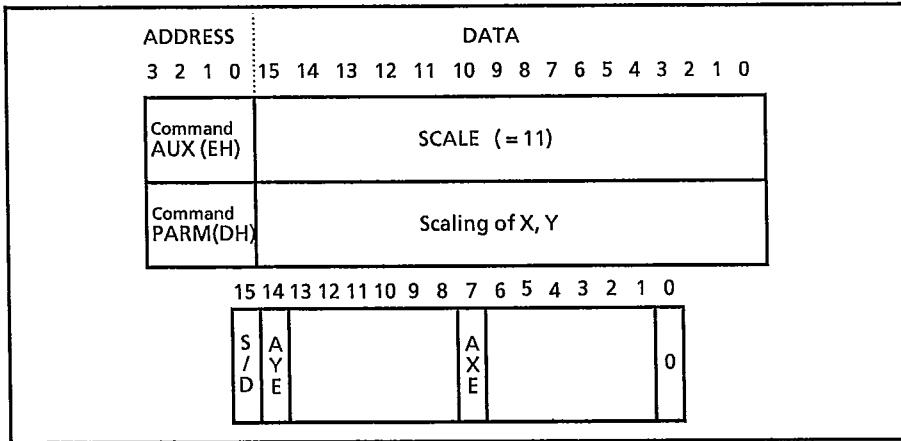 ADDRESS DATA
3 2 1 0 15 14 13 12 11 10 9 8 7 6 5 4 3 2 1 0
Command
AUX (EH)
SCALE (=11)
Command
PARM(DH)
Scaling of X, Y
15 14 13 12 11 10 9 8 7 6 5 4 3 2 1 0
S/D AYE AXE 0